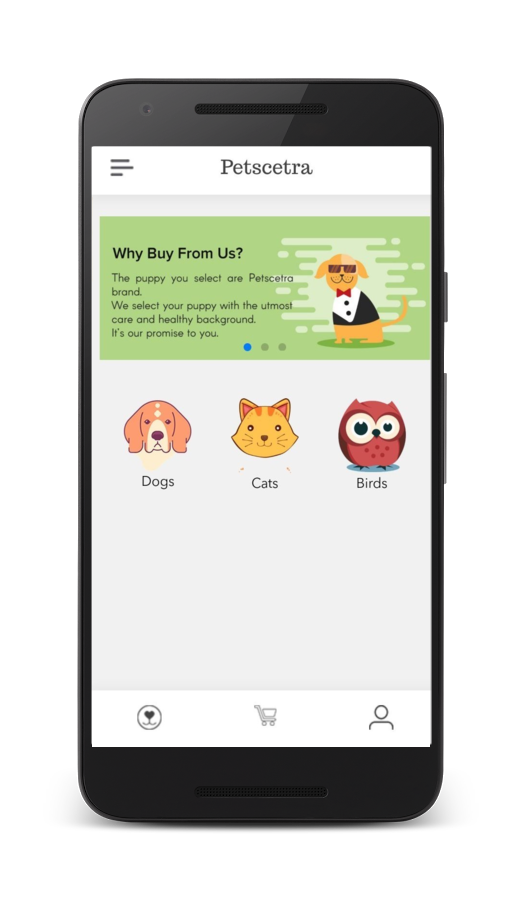 Petscetra
Why Buy From Us?
The puppy you select are Petscetra
brand.
We select your puppy with the utmost
care and healthy background.
It's our promise to you.
Dogs
Cats
Birds